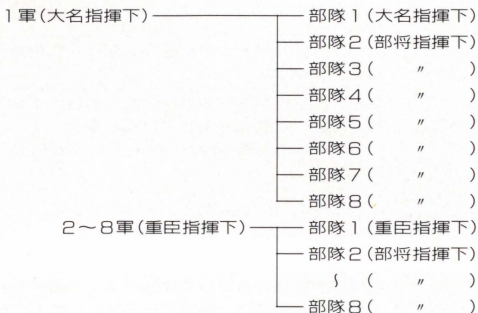 1軍(大名指揮下) 部隊1(大名指揮下)
部隊2(部将指揮下)
部隊3( 〃 )
部隊4( 〃 )
部隊5( 〃 )
部隊6( 〃 )
部隊7( 〃 )
部隊8( 〃 )
2〜8軍(重臣指揮下) 部隊1(重臣指揮下)
部隊2(部将指揮下)
〜 ( 〃 )
部隊8( 〃 )